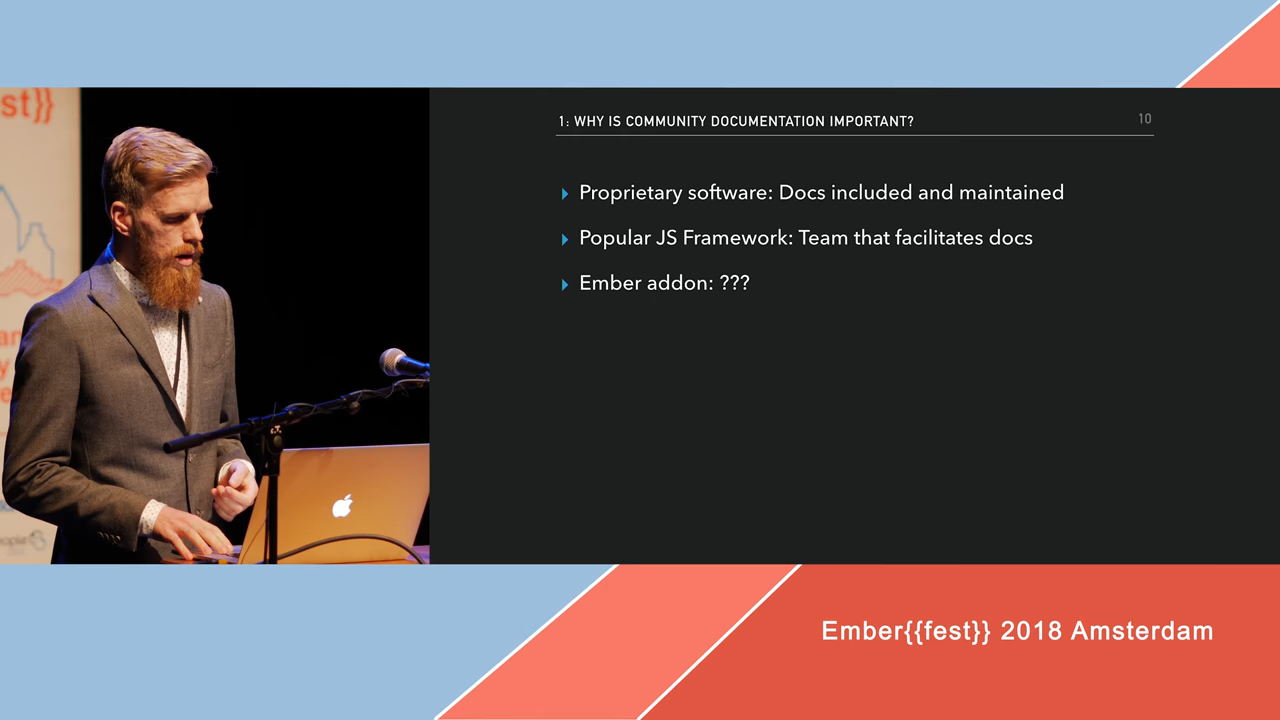 st}}
1: WHY IS COMMUNITY DOCUMENTATION IMPORTANT?
10
Proprietary software: Docs included and maintained
Popular JS Framework: Team that facilitates docs
Ember addon: ???
Ember{{fest}} 2018 Amsterdam